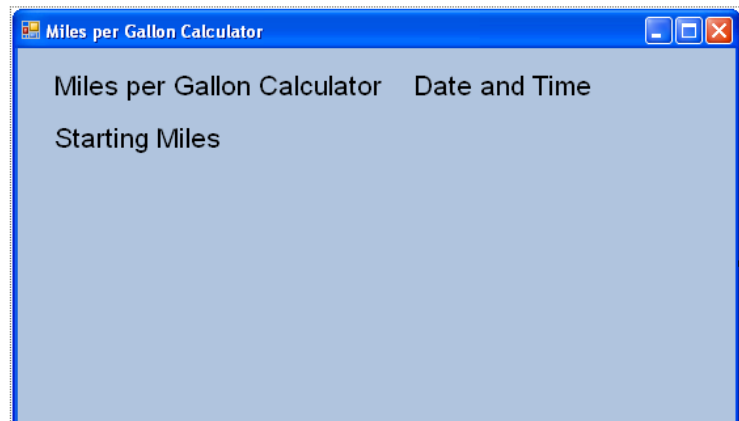 Miles per Gallon Calculator
Miles per Gallon Calculator Date and Time
Starting Miles